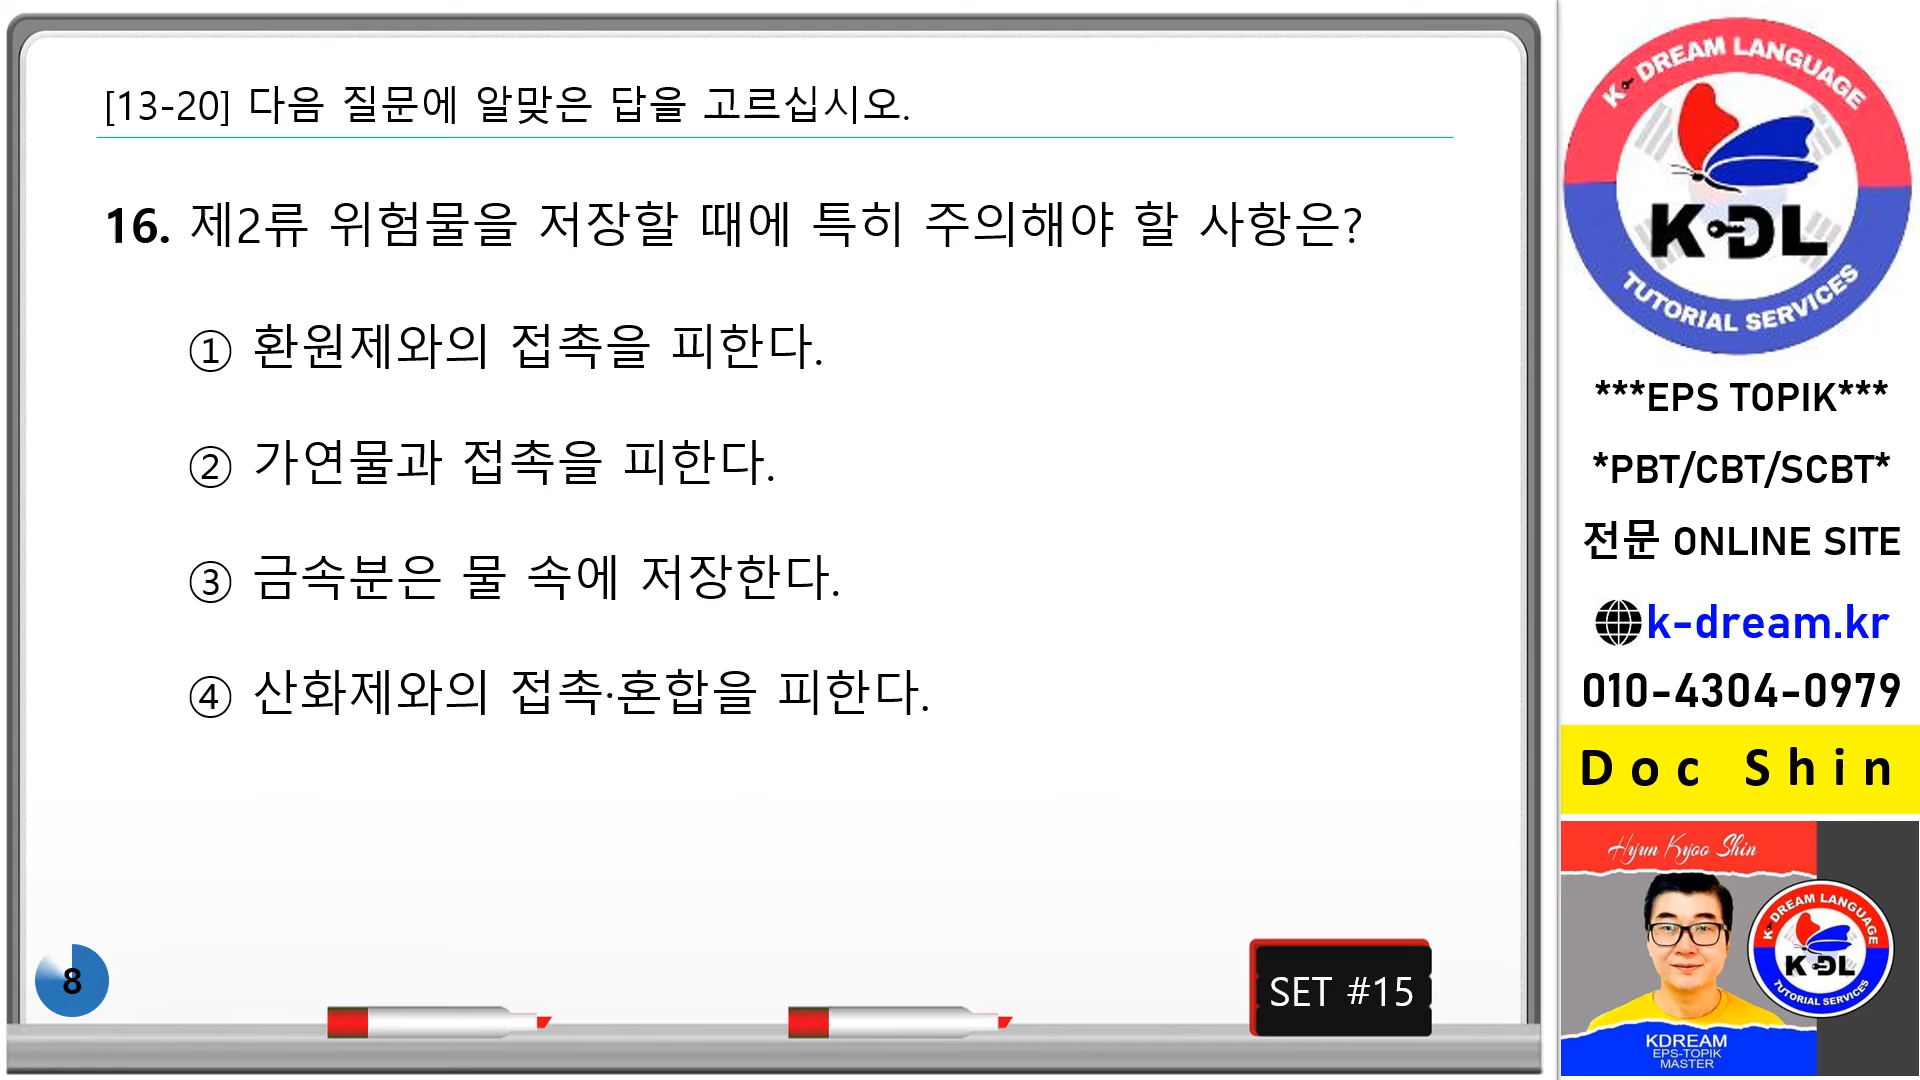 [13-20] 다음 질문에 알맞은 답을 고르십시오.
16. 제2류 위험물을 저장할 때에 특히 주의해야 할 사항은?
① 환원제와의 접촉을 피한다.
② 가연물과 접촉을 피한다.
③ 금속분은 물 속에 저장한다.
④ 산화제와의 접촉·혼합을 피한다.
8
SET #15
K DREAM LANGUAGE
K DL
TUTORIAL SERVICES
***EPS TOPIK***
*PBT/CBT/SCBT*
전문 ONLINE SITE
k-dream.kr
010-4304-0979
Doc Shin
Hyun Kyoo Shin
K DREAM LANGUAGE
K DL
TUTORIAL SERVICES
KDREAM
EPS-TOPIK
MASTER